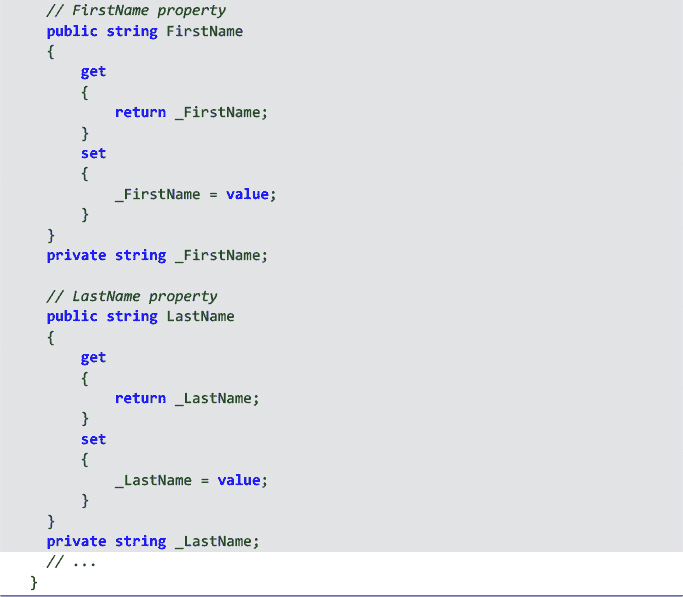 // FirstName property
public string FirstName
{
get
{
return _FirstName;
}
set
{
_FirstName = value;
}
}
private string _FirstName;
// LastName property
public string LastName
{
get
{
return _LastName;
}
set
{
_LastName = value;
}
}
private string _LastName;
// ...
}